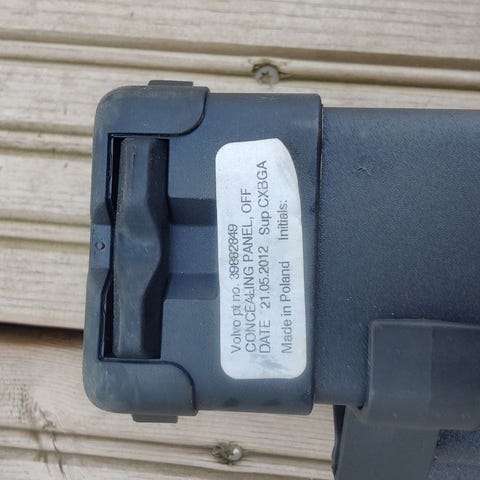 Volvo pt no. 39862849
CONCEALING PANEL, OFF
DATE 21.05.2012 Sup CXBGA
Made in Poland Initials: